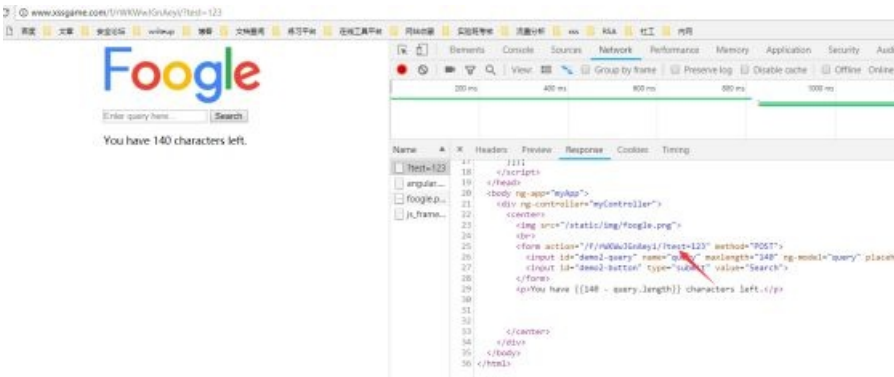 www.xssgame.com/f/rWKWwJGnAeyi/?test=123
Foogle
Enter query here... Search
You have 140 characters left.
Elements Console Sources Network Performance Memory Application Security Aud
View: Group by frame Preserve log Disable cache Offline Online
200 ms 400 ms 600 ms 800 ms 1000 ms
Name × Headers Preview Response Cookies Timing
?test=123
angular...
foogle.p...
js_frame...
17 }]);
18 </script>
19 </head>
20 <body ng-app="myApp">
21 <div ng-controller="myController">
22 <center>
23 <img src="/static/img/foogle.png">
24 <br>
25 <form action="/f/rWKWwJGnAeyi/?test=123" method="POST">
26 <input id="demo2-query" name="query" maxlength="140" ng-model="query" placeh
27 <input id="demo2-button" type="submit" value="Search">
28 </form>
29 <p>You have {{140 - query.length}} characters left.</p>
30
31
32
33 </center>
34 </div>
35 </body>
36 </html>